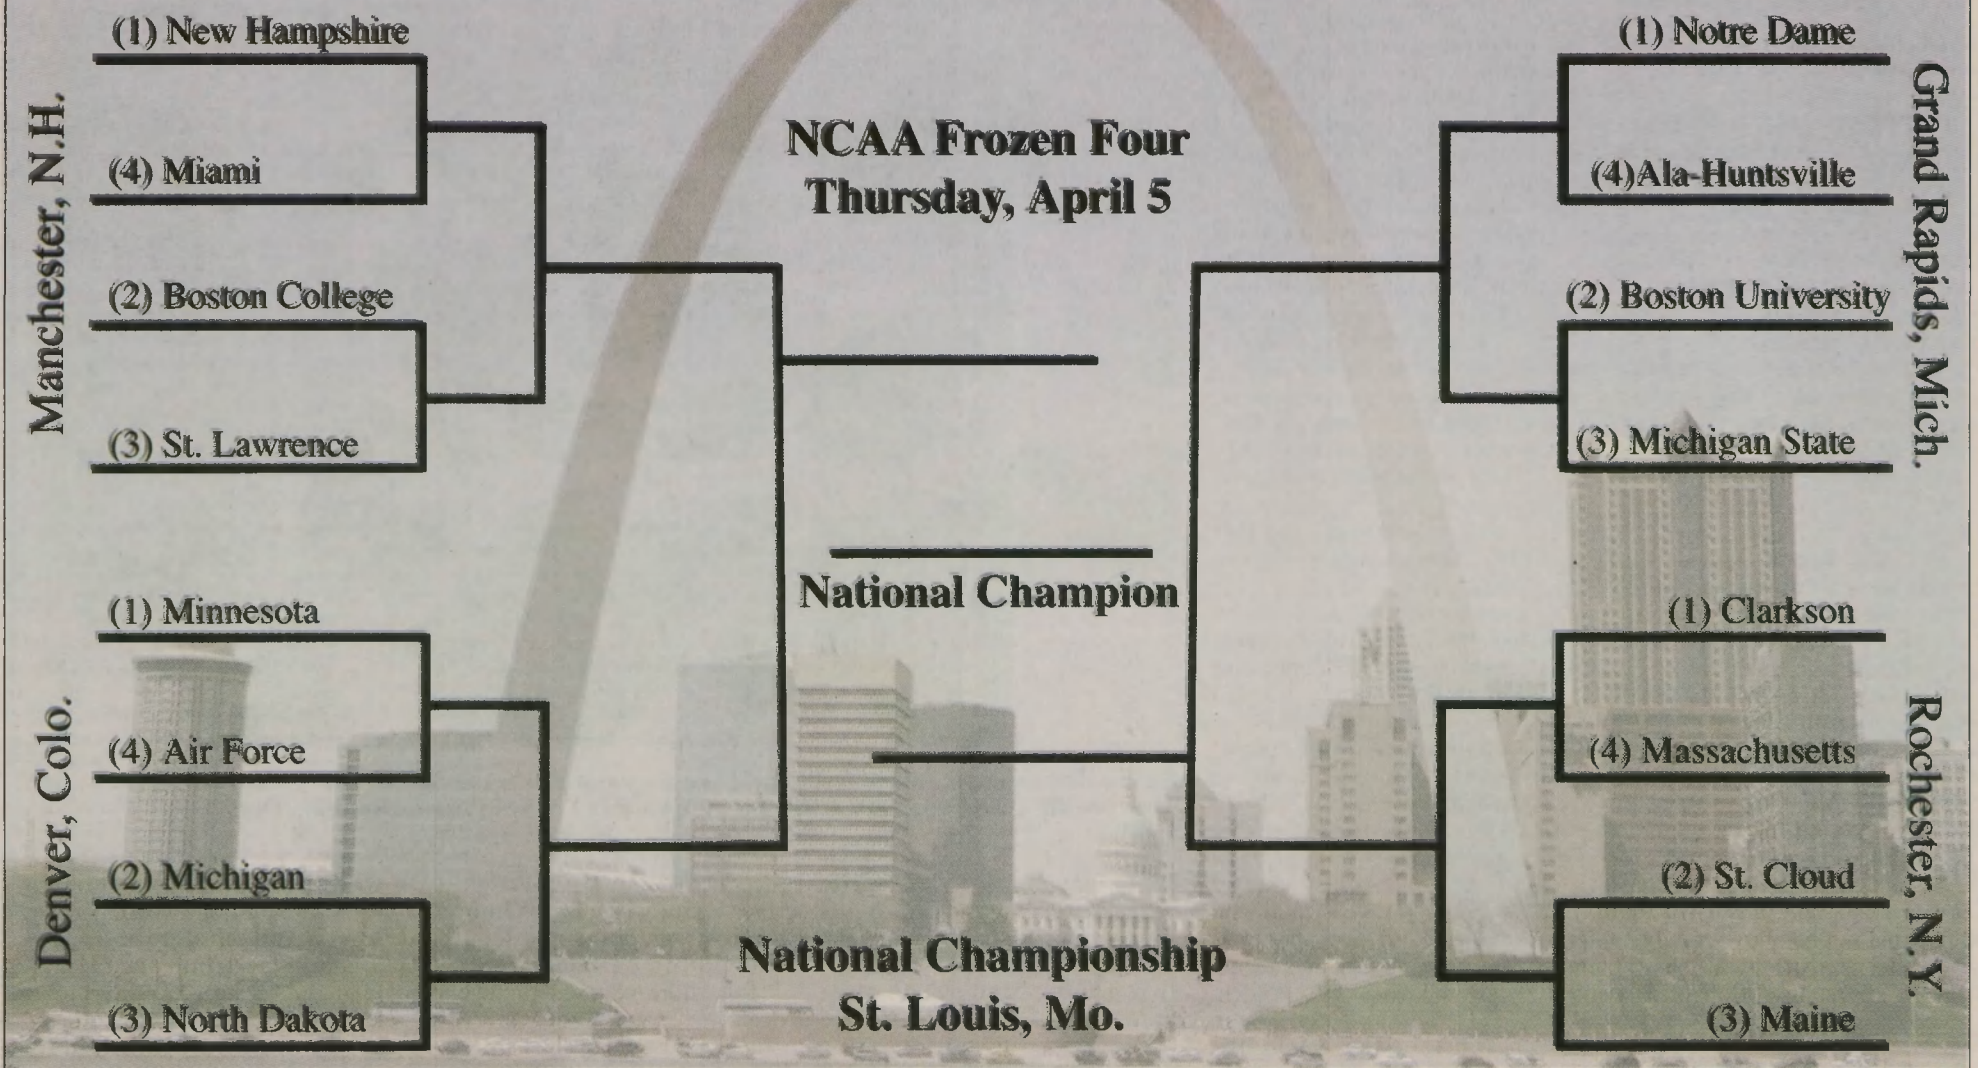 (1) New Hampshire
(4) Miami
(2) Boston College
(3) St. Lawrence
Manchester, N.H.
(1) Minnesota
(4) Air Force
(2) Michigan
(3) North Dakota
Denver, Colo.
NCAA Frozen Four
Thursday, April 5
National Champion
National Championship
St. Louis, Mo.
(1) Notre Dame
(4)Ala-Huntsville
(2) Boston University
(3) Michigan State
Grand Rapids, Mich.
(1) Clarkson
(4) Massachusetts
(2) St. Cloud
(3) Maine
Rochester, N.Y.